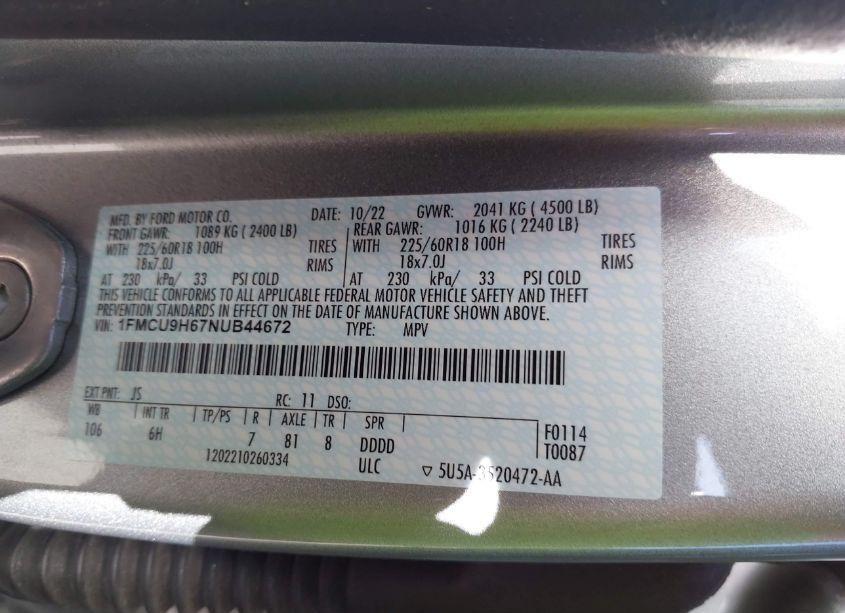 MFD. BY FORD MOTOR CO. DATE: 10/22 GVWR: 2041 KG ( 4500 LB)
FRONT GAWR: 1089 KG ( 2400 LB) REAR GAWR: 1016 KG ( 2240 LB)
WITH 225/60R18 100H TIRES WITH 225/60R18 100H TIRES
18x7.0J RIMS 18x7.0J RIMS
AT 230 kPa/ 33 PSI COLD AT 230 kPa/ 33 PSI COLD
THIS VEHICLE CONFORMS TO ALL APPLICABLE FEDERAL MOTOR VEHICLE SAFETY AND THEFT
PREVENTION STANDARDS IN EFFECT ON THE DATE OF MANUFACTURE SHOWN ABOVE.
VIN: 1FMCU9H67NUB44672 TYPE: MPV
EXT PNT: JS RC: 11 DSO:
WB INT TR TP/PS R AXLE TR SPR
106 6H 7 81 8 DDDD F0114
T0087
1202210260334 ULC ▽ 5U5A-3520472-AA